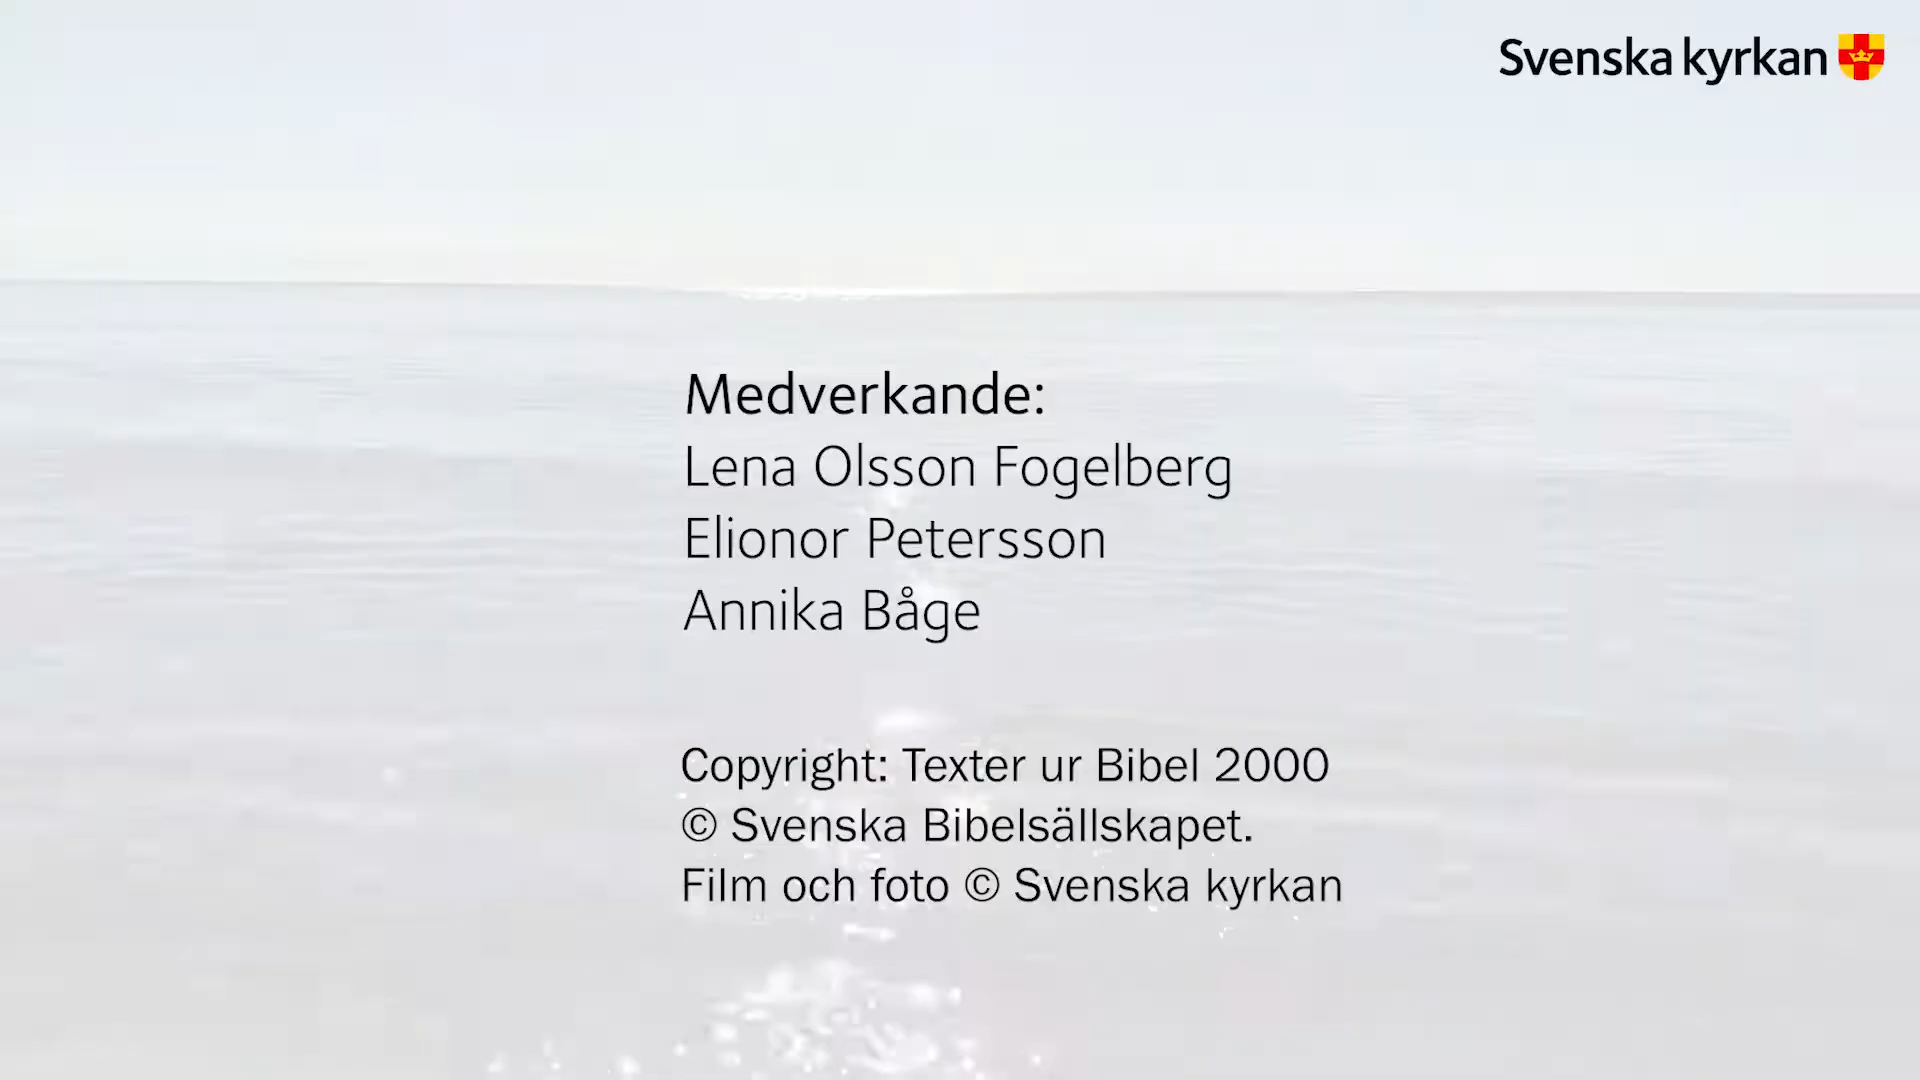 Svenska kyrkan
Medverkande:
Lena Olsson Fogelberg
Elionor Petersson
Annika Båge
Copyright: Texter ur Bibel 2000
© Svenska Bibelsällskapet.
Film och foto © Svenska kyrkan